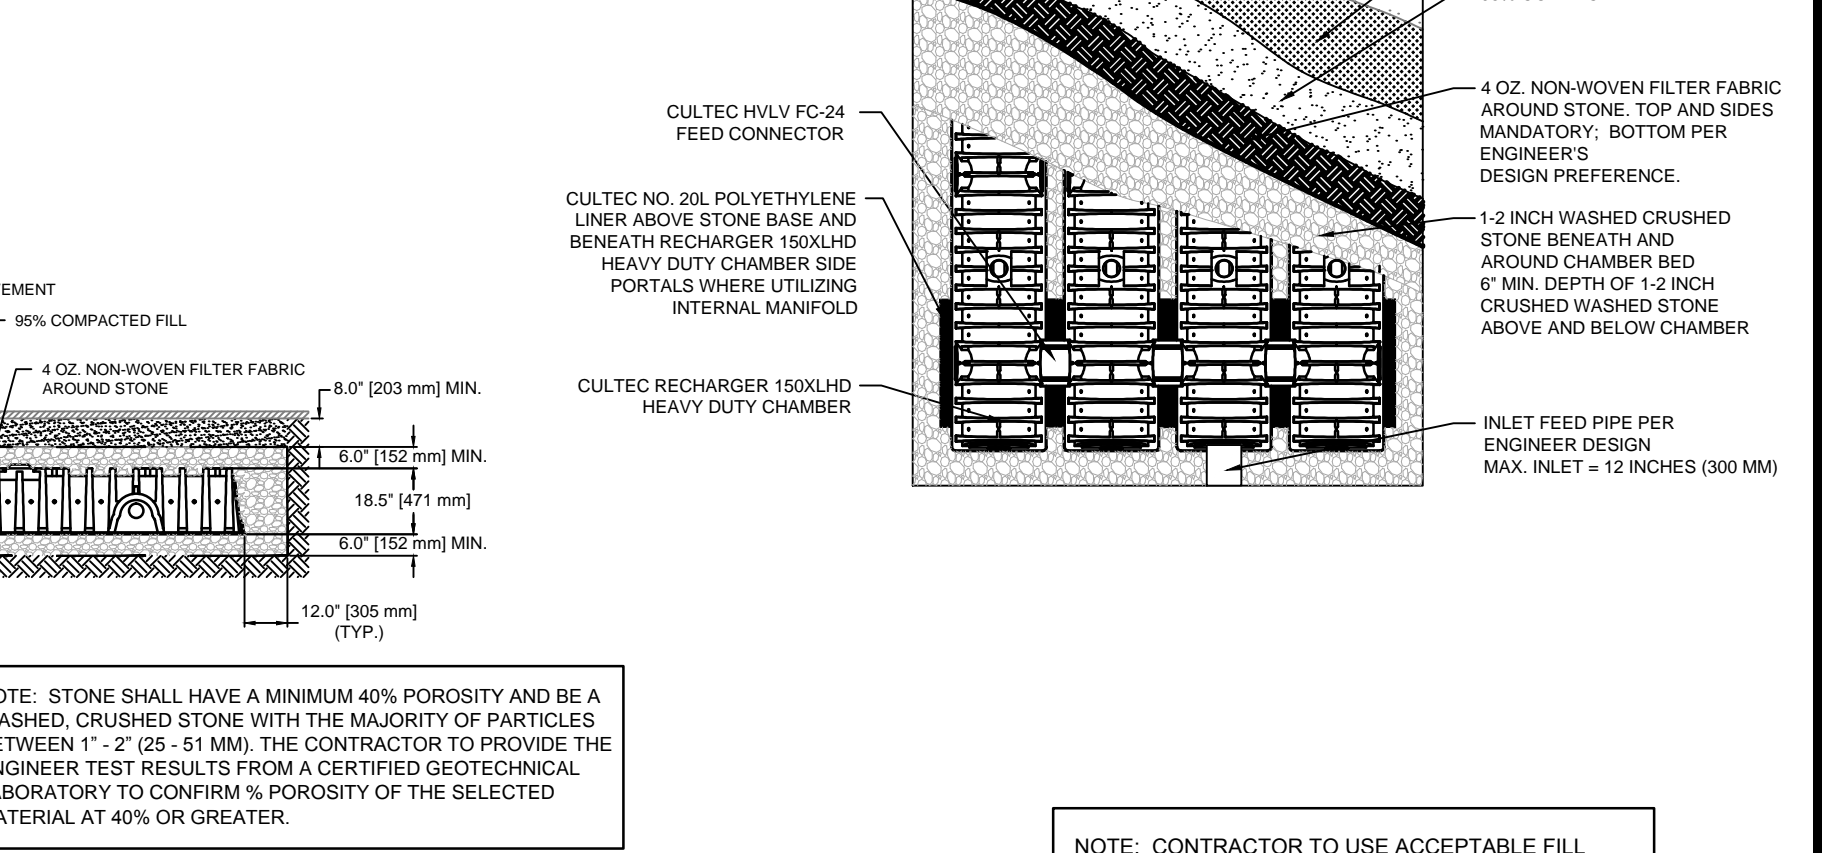 CULTEC HVLV FC-24
FEED CONNECTOR
CULTEC NO. 20L POLYETHYLENE
LINER ABOVE STONE BASE AND
BENEATH RECHARGER 150XLHD
HEAVY DUTY CHAMBER SIDE
PORTALS WHERE UTILIZING
INTERNAL MANIFOLD
CULTEC RECHARGER 150XLHD
HEAVY DUTY CHAMBER
4 OZ. NON-WOVEN FILTER FABRIC
AROUND STONE. TOP AND SIDES
MANDATORY; BOTTOM PER
ENGINEER'S
DESIGN PREFERENCE.
1-2 INCH WASHED CRUSHED
STONE BENEATH AND
AROUND CHAMBER BED
6" MIN. DEPTH OF 1-2 INCH
CRUSHED WASHED STONE
ABOVE AND BELOW CHAMBER
INLET FEED PIPE PER
ENGINEER DESIGN
MAX. INLET = 12 INCHES (300 MM)
EMENT
95% COMPACTED FILL
4 OZ. NON-WOVEN FILTER FABRIC
AROUND STONE
8.0" [203 mm] MIN.
6.0" [152 mm] MIN.
18.5" [471 mm]
6.0" [152 mm] MIN.
12.0" [305 mm]
(TYP.)
OTE: STONE SHALL HAVE A MINIMUM 40% POROSITY AND BE A
ASHED, CRUSHED STONE WITH THE MAJORITY OF PARTICLES
ETWEEN 1” - 2” (25 - 51 MM). THE CONTRACTOR TO PROVIDE THE
NGINEER TEST RESULTS FROM A CERTIFIED GEOTECHNICAL
ABORATORY TO CONFIRM % POROSITY OF THE SELECTED
ATERIAL AT 40% OR GREATER.
NOTE: CONTRACTOR TO USE ACCEPTABLE FILL